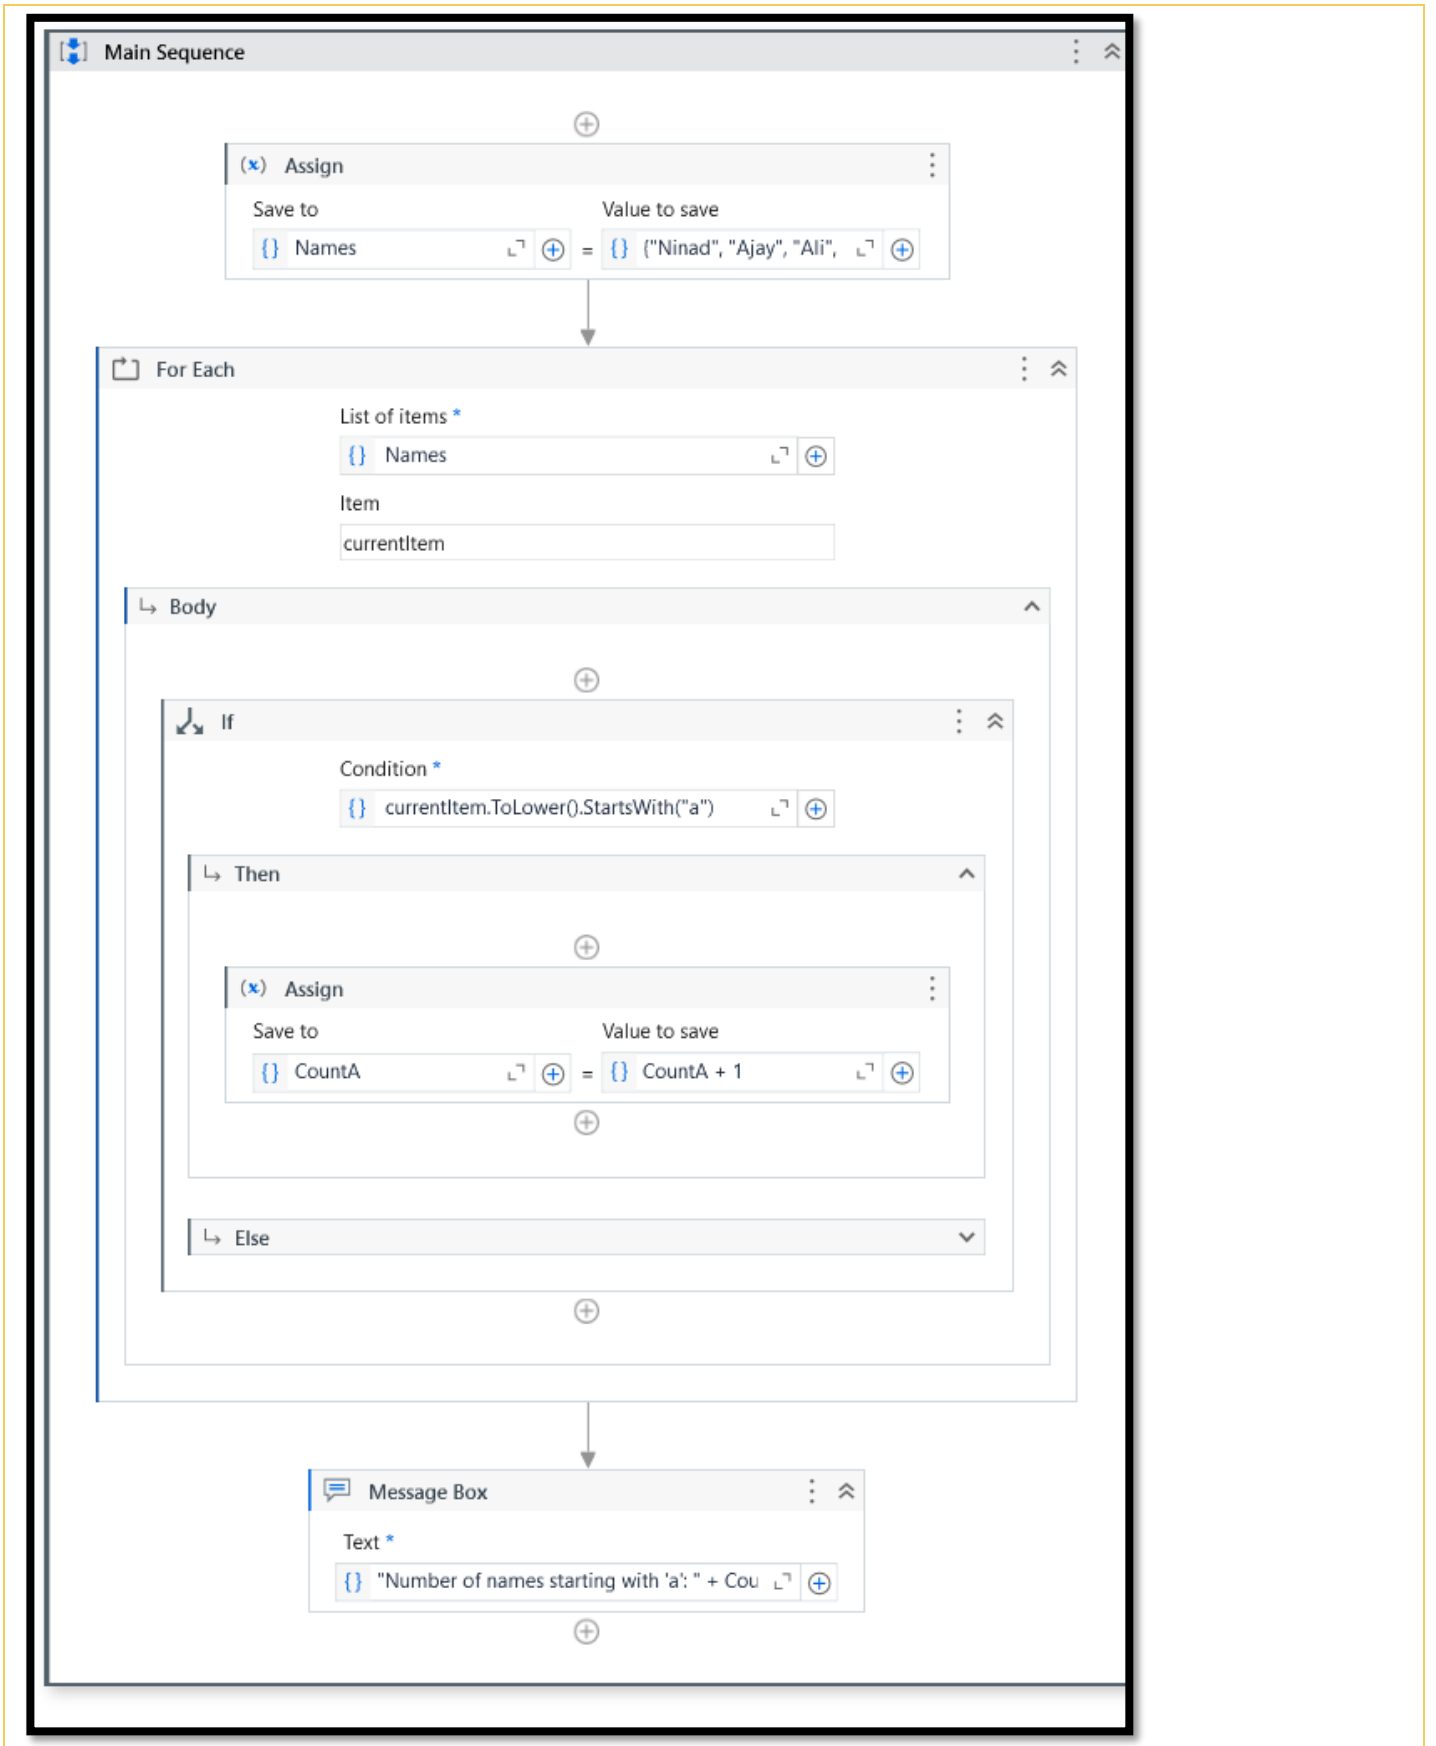 Main Sequence
(x) Assign
Save to Value to save
{} Names = {} {"Ninad", "Ajay", "Ali",
For Each
List of items *
{} Names
Item
currentItem
Body
If
Condition *
{} currentItem.ToLower().StartsWith("a")
Then
(x) Assign
Save to Value to save
{} CountA = {} CountA + 1
Else
Message Box
Text *
{} "Number of names starting with 'a': " + Cou